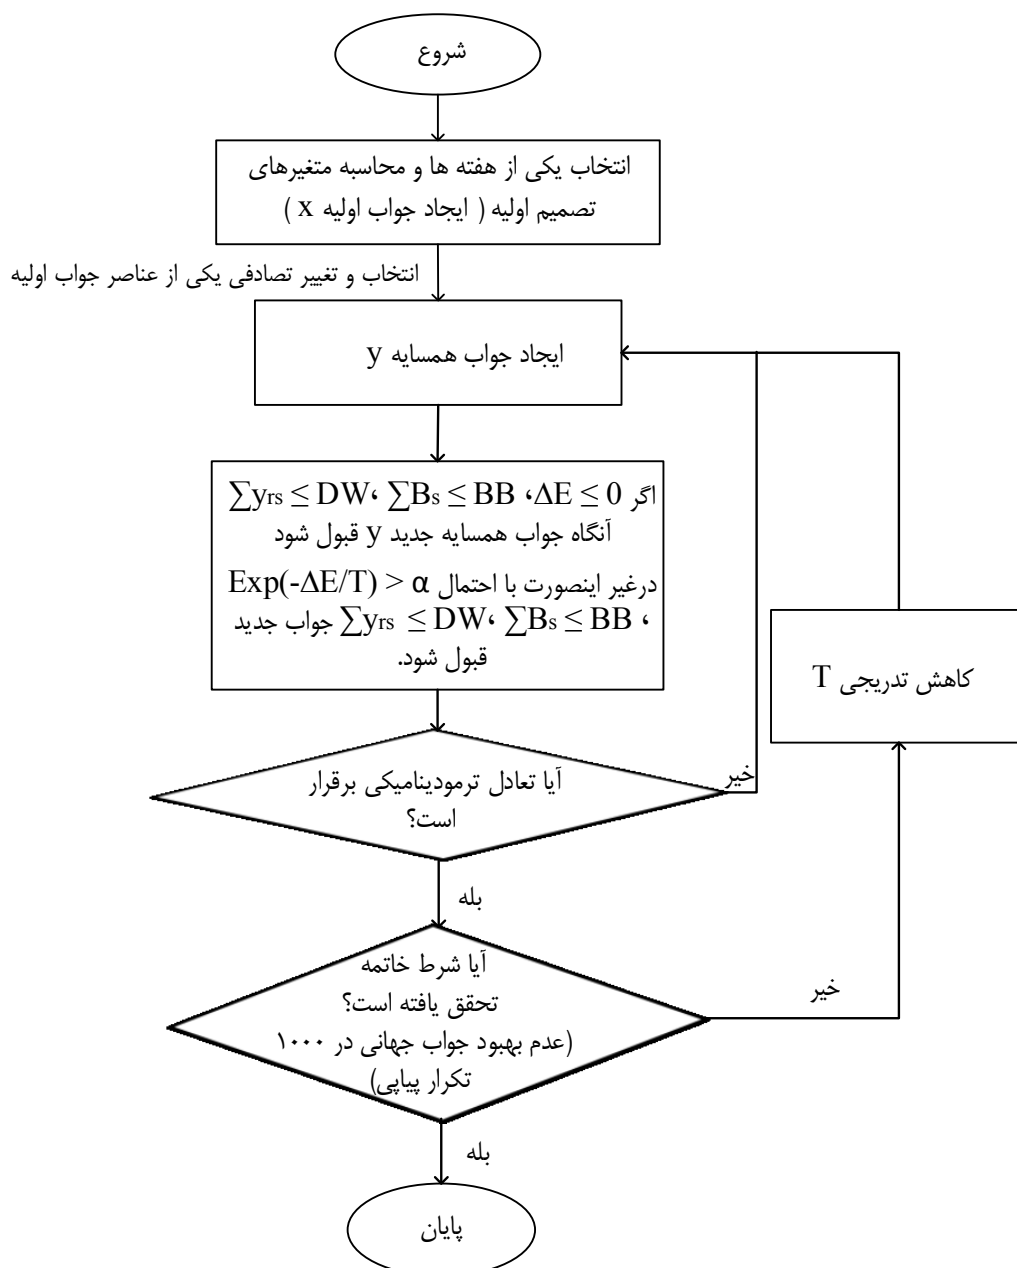 شروع
انتخاب یکی از هفته ها و محاسبه متغیرهای
تصمیم اولیه ( ایجاد جواب اولیه x )
انتخاب و تغییر تصادفی یکی از عناصر جواب اولیه
ایجاد جواب همسایه y
اگر ∑yrs ≤ DW، ∑Bs ≤ BB ،ΔE ≤ 0
آنگاه جواب همسایه جدید y قبول شود
درغیر اینصورت با احتمال Exp(-ΔE/T) > α
، ∑yrs ≤ DW، ∑Bs ≤ BB جواب جدید
قبول شود.
کاهش تدریجی T
آیا تعادل ترمودینامیکی برقرار
است؟
خیر
بله
آیا شرط خاتمه
تحقق یافته است؟
(عدم بهبود جواب جهانی در ۱۰۰۰
تکرار پیاپی)
خیر
بله
پایان